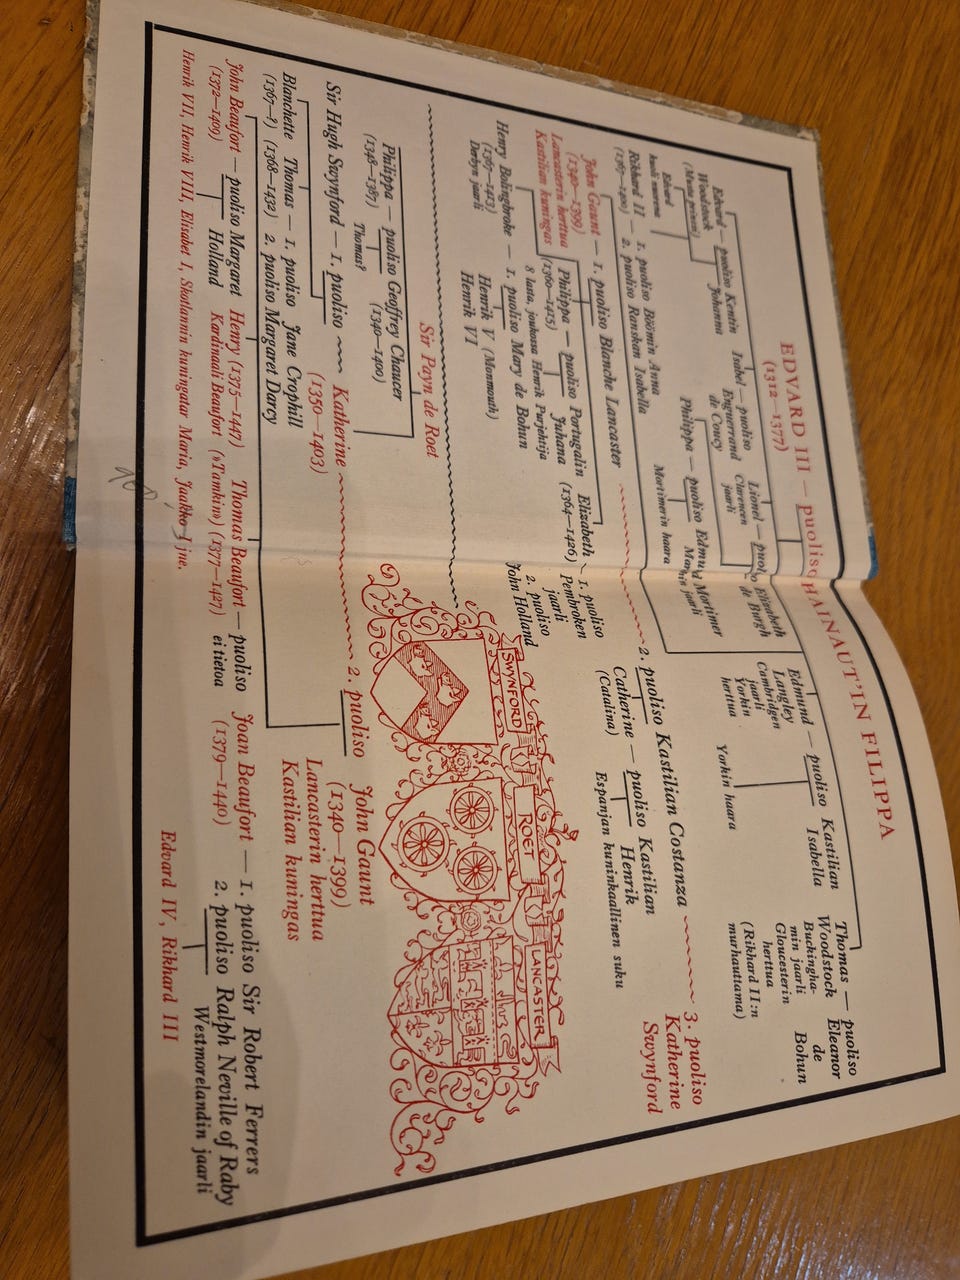 EDVARD III — puoliso HAINAUT'IN FILIPPA
(1312—1377)
Edvard — puoliso Kentin
Woodstock Johanna
(Musta prinssi)
Edvard
kuoli nuorena
Isabel — puoliso
Enguerrand
de Coucy
Lionel — puol. Elizabeth
Clarencen de Burgh
jaarli
Edmund — puoliso Kastilian
Langley Isabella
Cambridgen
jaarli
Yorkin
herttua
Yorkin haara
Thomas — puoliso
Woodstock Eleanor
Buckingha- de
min jaarli Bohun
Gloucesterin
herttua
(Rikhard II:n
murhauttama)
Rikhard II — 1. puoliso Böömin Anna
(1367—1400) 2. puoliso Ranskan Isabella
Philippa — puoliso Edmund Mortimer
Marchis jaarli
Mortimerin haara
John Gaunt — 1. puoliso Blanche Lancaster
(1340—1399)
Lancasterin herttua
Kastilian kuningas
2. puoliso Kastilian Costanza
3. puoliso
Katherine
Swynford
Philippa — puoliso Portugalin
(1360—1415) Juhana
8 lasta, joukossa Henrik Purjehtija
Elizabeth
(1364—1426)
1. puoliso
Pembroken
jaarli
2. puoliso
John Holland
Catherine — puoliso Kastilian
(Catalina) Henrik
Espanjan kuninkaallinen suku
Henry Bolingbroke — 1. puoliso Mary de Bohun
(1367—1413)
Derbyn jaarli
Henrik V (Monmouth)
Henrik VI
SWYNFORD
ROET
LANCASTER
Sir Payn de Roet
Philippa — puoliso Geoffrey Chaucer
(1348—1387) (1340—1400)
Thomas?
Sir Hugh Swynford — 1. puoliso Katherine 2. puoliso John Gaunt
(1350—1403) (1340—1399)
Lancasterin herttua
Kastilian kuningas
Blanchette Thomas — 1. puoliso Jane Crophill
(1367—?) (1368—1432) 2. puoliso Margaret Darcy
John Beaufort — puoliso Margaret
(1372—1409) Holland
Henry (1375—1447)
Kardinaali Beaufort
Thomas Beaufort — puoliso
(»Tamkin») (1377—1427) ei tietoa
Joan Beaufort — 1. puoliso Sir Robert Ferrers
(1379—1440) 2. puoliso Ralph Neville of Raby
Westmorelandin jaarli
Henrik VII, Henrik VIII, Elisabet I, Skotlannin kuningatar Maria, Jaakko I jne.
Edvard IV, Rikhard III